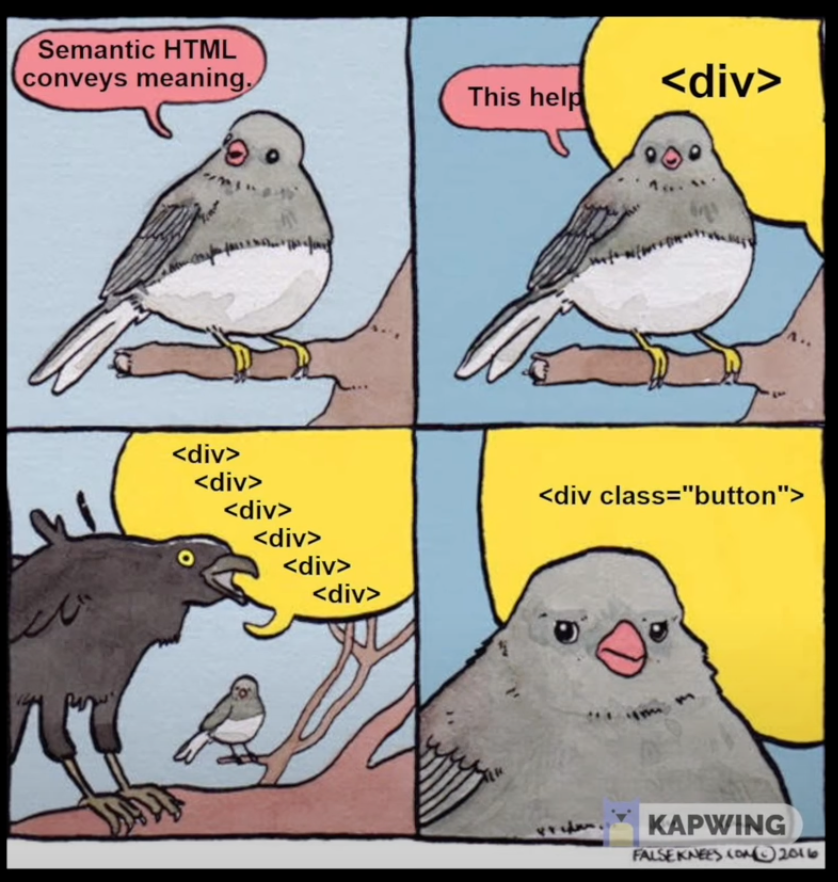 Semantic HTML
conveys meaning.
This help
<div>
<div>
<div>
<div>
<div>
<div>
<div>
<div class="button">
KAPWING
FALSEKNEES.COM © 2016